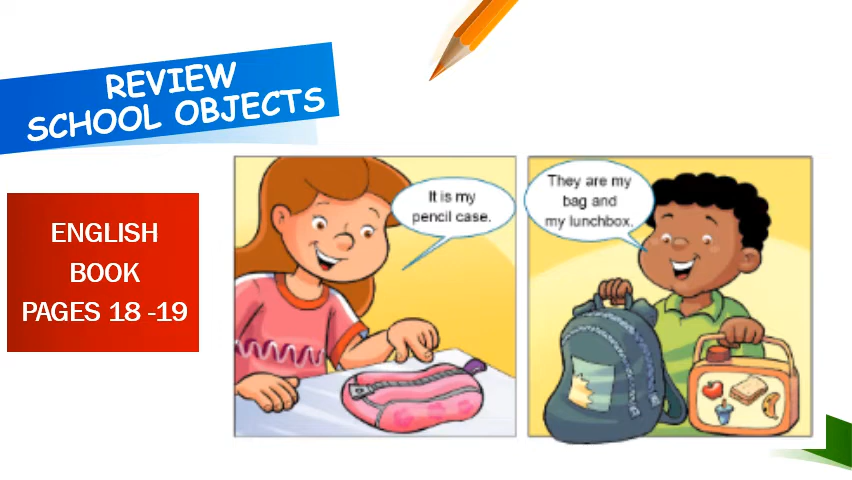 REVIEW
SCHOOL OBJECTS
ENGLISH
BOOK
PAGES 18 -19
It is my
pencil case.
They are my
bag and
my lunchbox.